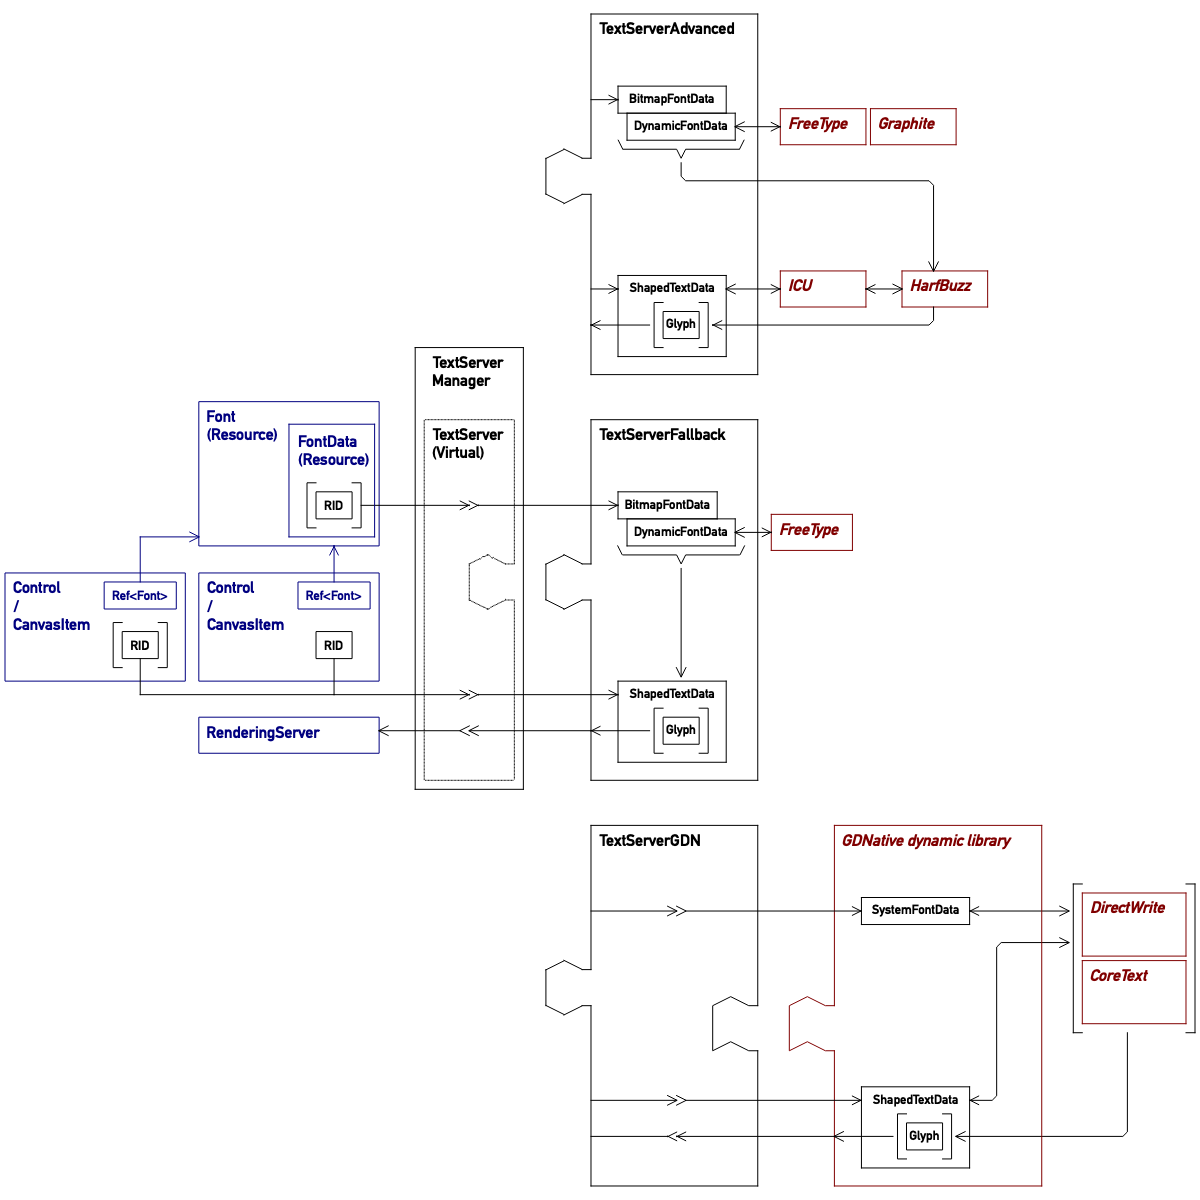 TextServerAdvanced
BitmapFontData
DynamicFontData
FreeType
Graphite
ShapedTextData
ICU
HarfBuzz
Glyph
TextServer
Manager
TextServer
(Virtual)
Font
(Resource)
FontData
(Resource)
RID
Control
/
CanvasItem
Ref<Font>
RID
Control
/
CanvasItem
Ref<Font>
RID
RenderingServer
TextServerFallback
BitmapFontData
DynamicFontData
FreeType
ShapedTextData
Glyph
TextServerGDN
GDNative dynamic library
SystemFontData
DirectWrite
CoreText
ShapedTextData
Glyph